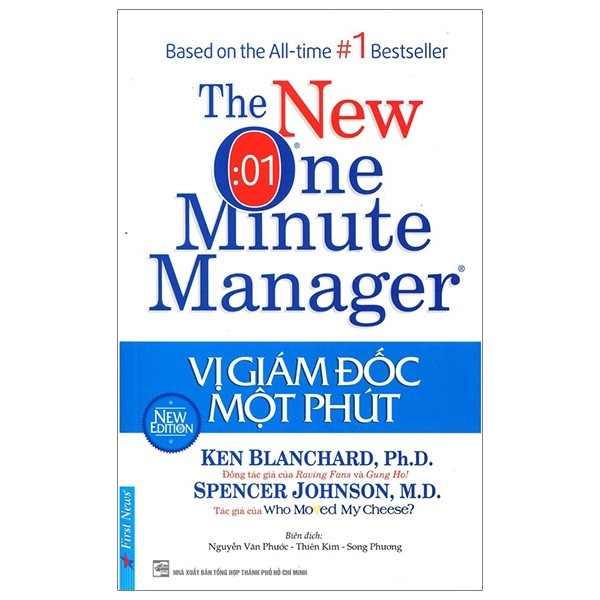 Based on the All-time #1 Bestseller
The New
:01 One®
Minute
Manager®
VỊ GIÁM ĐỐC
MỘT PHÚT
NEW
EDITION
KEN BLANCHARD, Ph.D.
Đồng tác giả của Raving Fans và Gung Ho!
SPENCER JOHNSON, M.D.
Tác giả của Who Moved My Cheese?
Biên dịch:
Nguyễn Văn Phước - Thiên Kim - Song Phương
First News
NHÀ XUẤT BẢN TỔNG HỢP THÀNH PHỐ HỒ CHÍ MINH